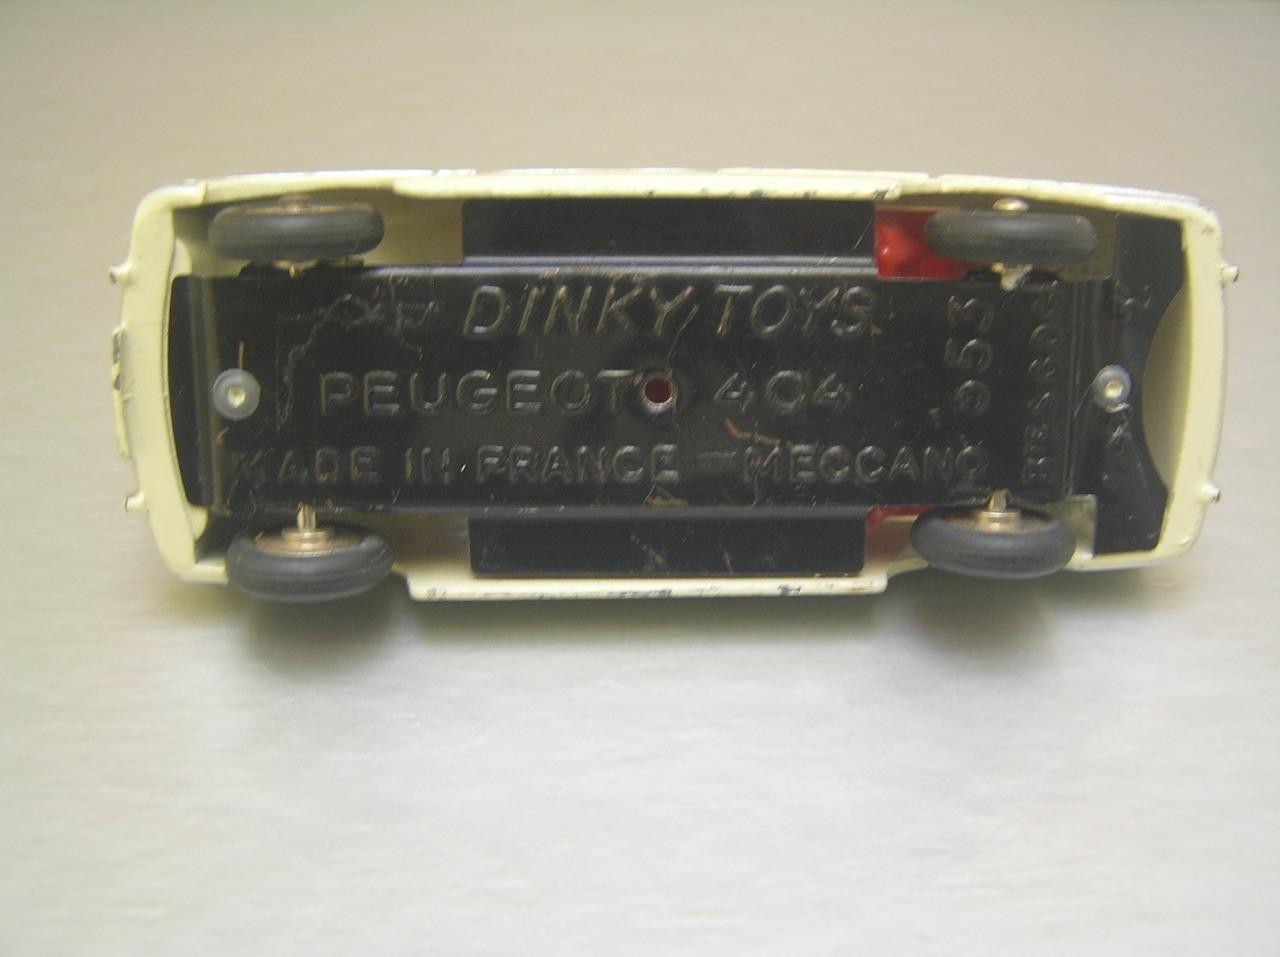 DINKY TOYS
PEUGEOT 404
MADE IN FRANCE - MECCANO
553